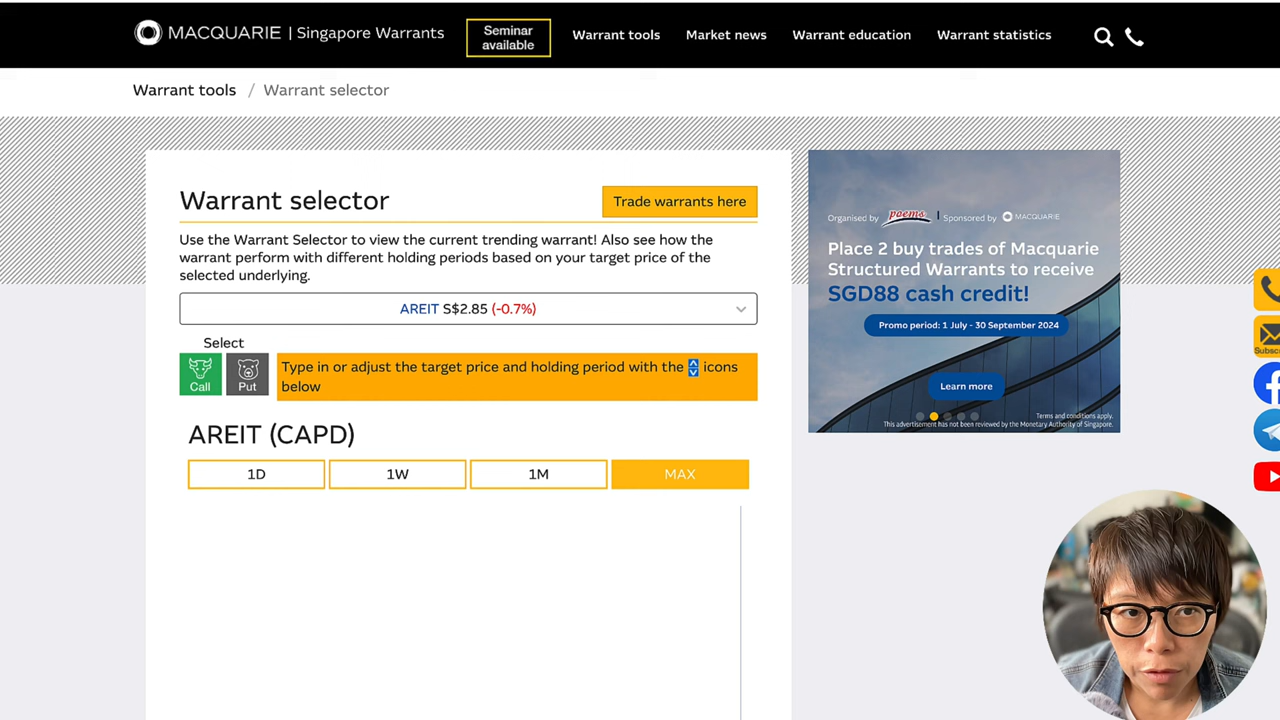 MACQUARIE | Singapore Warrants
Seminar
available
Warrant tools
Market news
Warrant education
Warrant statistics
Warrant tools / Warrant selector
Warrant selector
Trade warrants here
Use the Warrant Selector to view the current trending warrant! Also see how the
warrant perform with different holding periods based on your target price of the
selected underlying.
AREIT S$2.85 (-0.7%)
Select
Call
Put
Type in or adjust the target price and holding period with the icons
below
AREIT (CAPD)
1D
1W
1M
MAX
Organised by poems | Sponsored by MACQUARIE
Place 2 buy trades of Macquarie
Structured Warrants to receive
SGD88 cash credit!
Promo period: 1 July - 30 September 2024
Learn more
Terms and conditions apply.
This advertisement has not been reviewed by the Monetary Authority of Singapore.